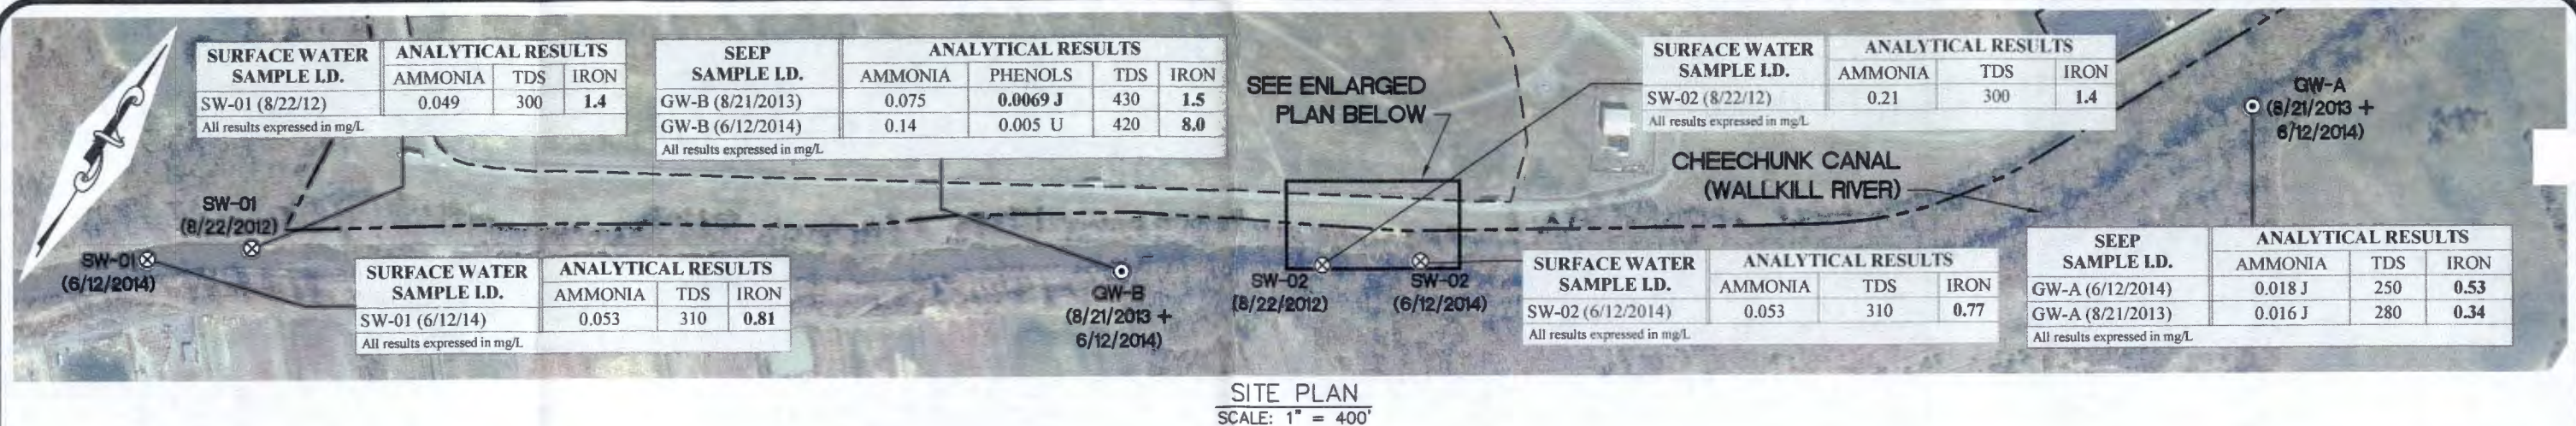 SURFACE WATER SAMPLE I.D. ANALYTICAL RESULTS
AMMONIA TDS IRON
SW-01 (8/22/12) 0.049 300 1.4
All results expressed in mg/L
SEEP SAMPLE I.D. ANALYTICAL RESULTS
AMMONIA PHENOLS TDS IRON
GW-B (8/21/2013) 0.075 0.0069 J 430 1.5
GW-B (6/12/2014) 0.14 0.005 U 420 8.0
All results expressed in mg/L
SEE ENLARGED
PLAN BELOW
SURFACE WATER SAMPLE I.D. ANALYTICAL RESULTS
AMMONIA TDS IRON
SW-02 (8/22/12) 0.21 300 1.4
All results expressed in mg/L
GW-A
(8/21/2013 +
6/12/2014)
CHEECHUNK CANAL
(WALLKILL RIVER)
SW-01
(8/22/2012)
SW-01
(6/12/2014)
SURFACE WATER SAMPLE I.D. ANALYTICAL RESULTS
AMMONIA TDS IRON
SW-01 (6/12/14) 0.053 310 0.81
All results expressed in mg/L
GW-B
(8/21/2013 +
6/12/2014)
SW-02
(8/22/2012)
SW-02
(6/12/2014)
SURFACE WATER SAMPLE I.D. ANALYTICAL RESULTS
AMMONIA TDS IRON
SW-02 (6/12/2014) 0.053 310 0.77
All results expressed in mg/L
SEEP SAMPLE I.D. ANALYTICAL RESULTS
AMMONIA TDS IRON
GW-A (6/12/2014) 0.018 J 250 0.53
GW-A (8/21/2013) 0.016 J 280 0.34
All results expressed in mg/L
SITE PLAN
SCALE: 1" = 400'